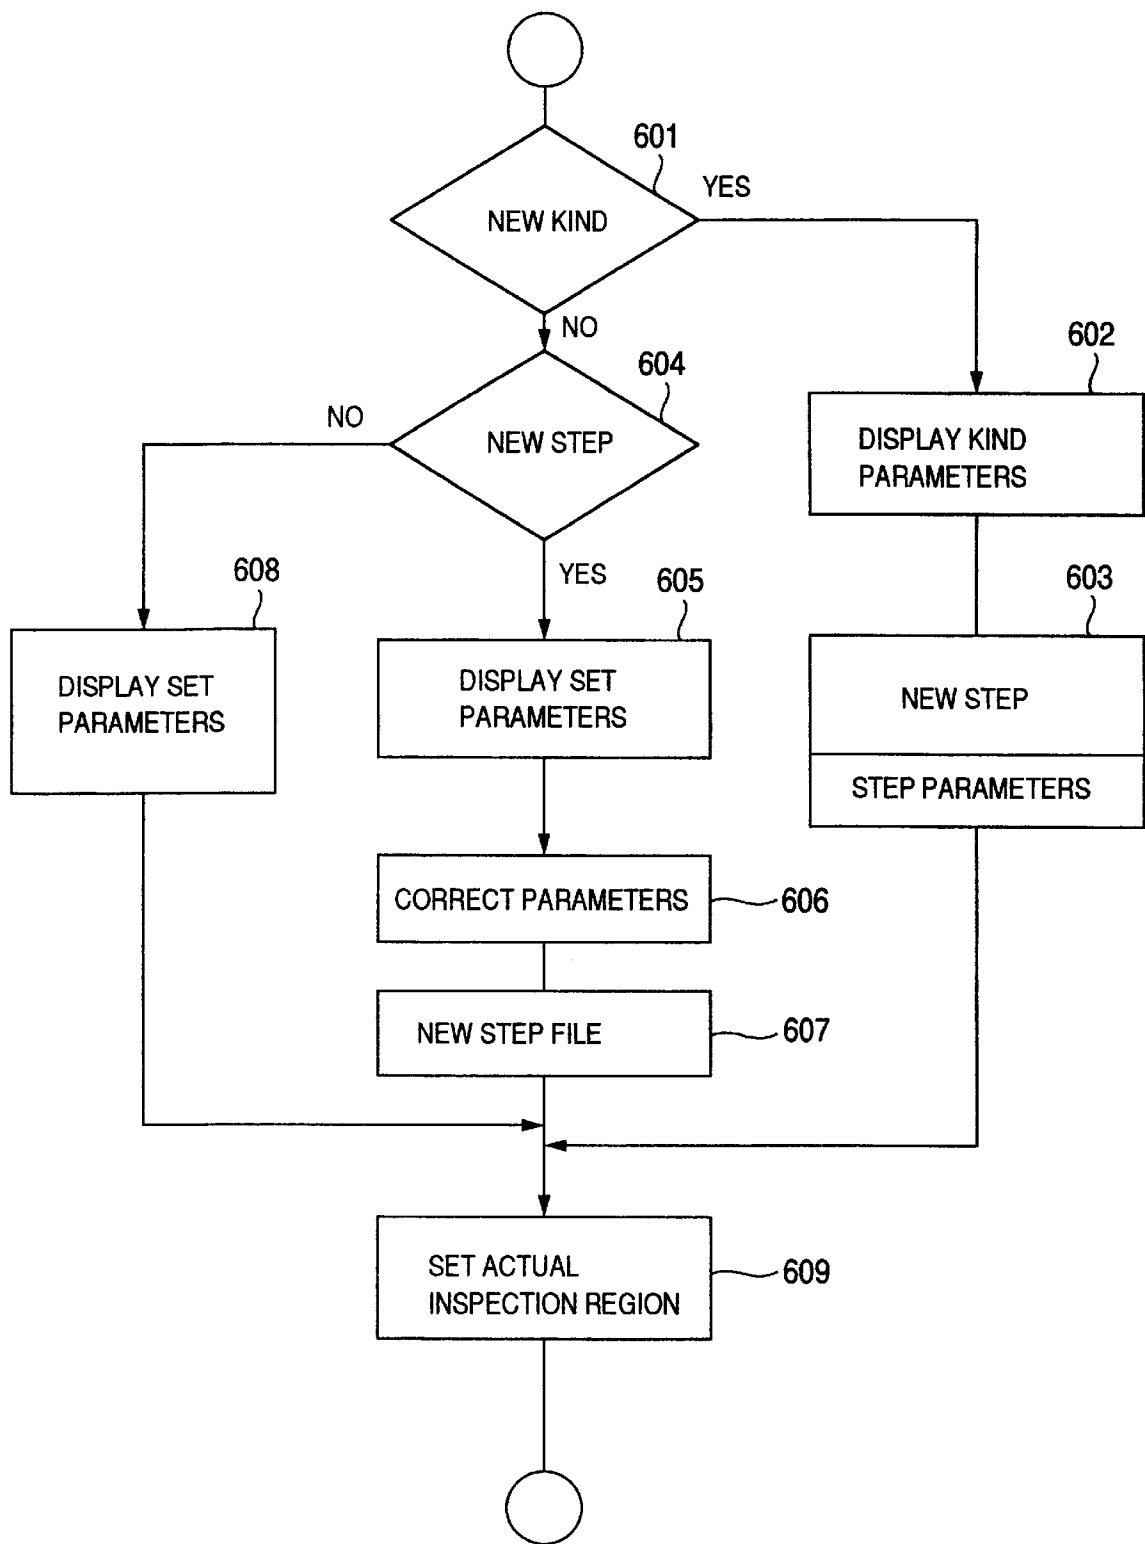 601
YES
NEW KIND
NO
602
604
NO
NEW STEP
DISPLAY KIND
PARAMETERS
608
YES
605
603
DISPLAY SET
PARAMETERS
DISPLAY SET
PARAMETERS
NEW STEP
STEP PARAMETERS
CORRECT PARAMETERS
606
NEW STEP FILE
607
SET ACTUAL
INSPECTION REGION
609